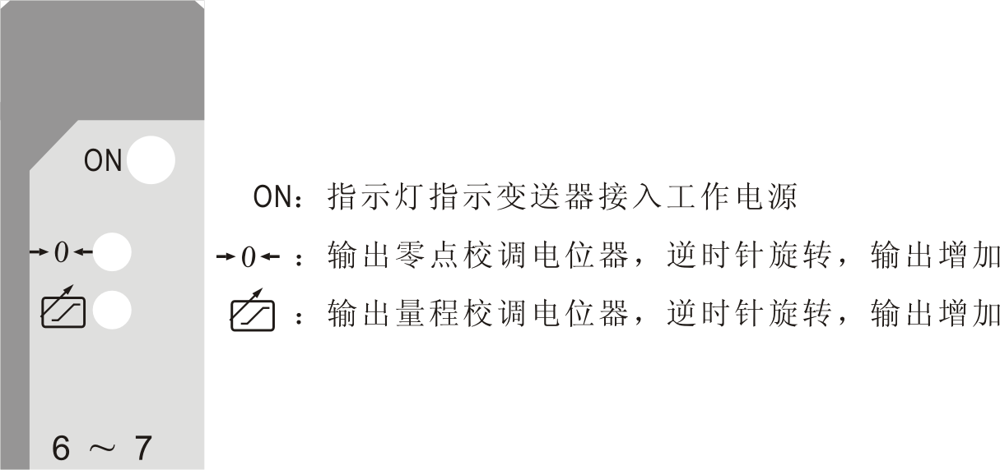 ON
ON：指示灯指示变送器接入工作电源
→0←
→0←：输出零点校调电位器，逆时针旋转，输出增加
：输出量程校调电位器，逆时针旋转，输出增加
6 ～ 7